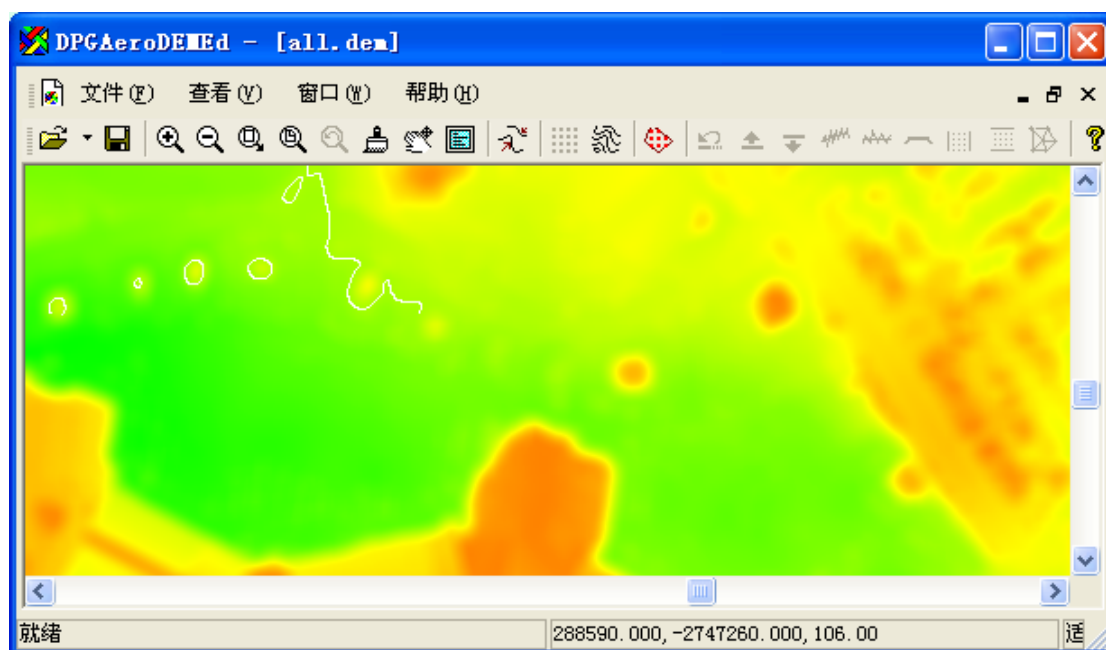 DPGAeroDEMEd - [all.dem]
文件(F) 查看(V) 窗口(W) 帮助(H)
就绪 288590.000,-2747260.000,106.00 适